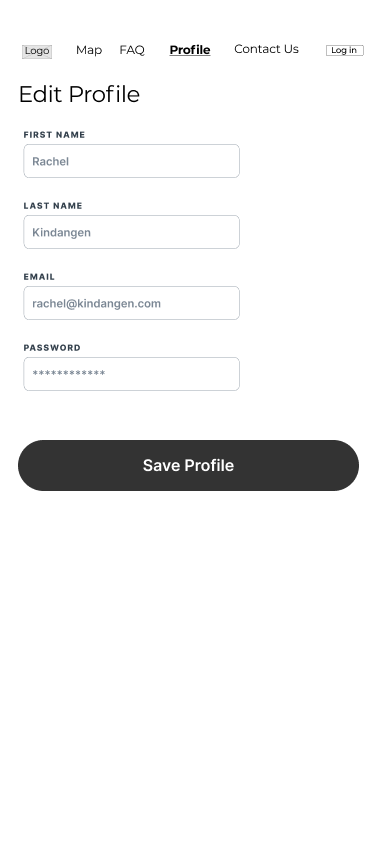 Logo Map FAQ Profile Contact Us Log in
Edit Profile
FIRST NAME
Rachel
LAST NAME
Kindangen
EMAIL
rachel@kindangen.com
PASSWORD
************
Save Profile